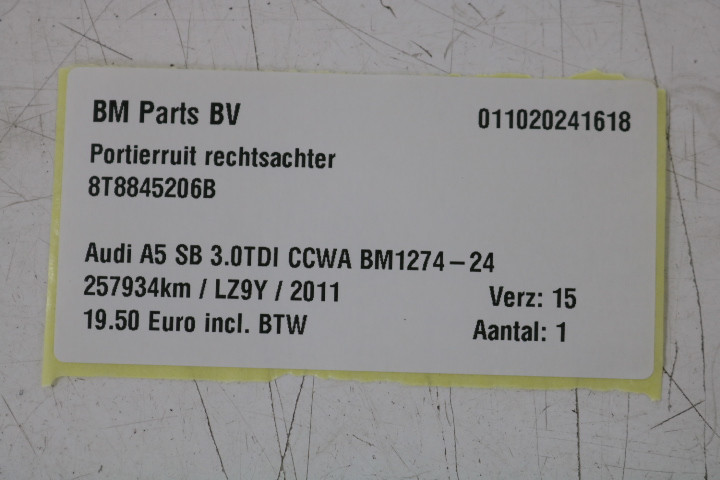 BM Parts BV 011020241618
Portierruit rechtsachter
8T8845206B
Audi A5 SB 3.0TDI CCWA BM1274-24
257934km / LZ9Y / 2011 Verz: 15
19.50 Euro incl. BTW Aantal: 1